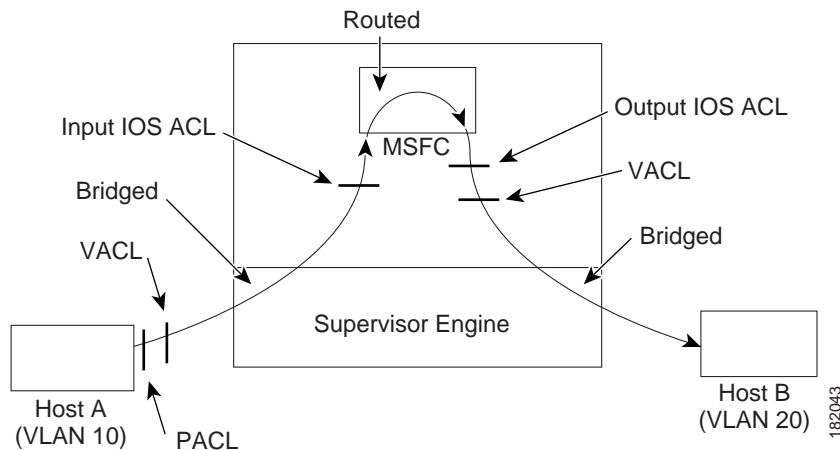 Routed
Input IOS ACL
Output IOS ACL
MSFC
VACL
Bridged
Bridged
VACL
Supervisor Engine
Host A
(VLAN 10)
PACL
Host B
(VLAN 20)
182043